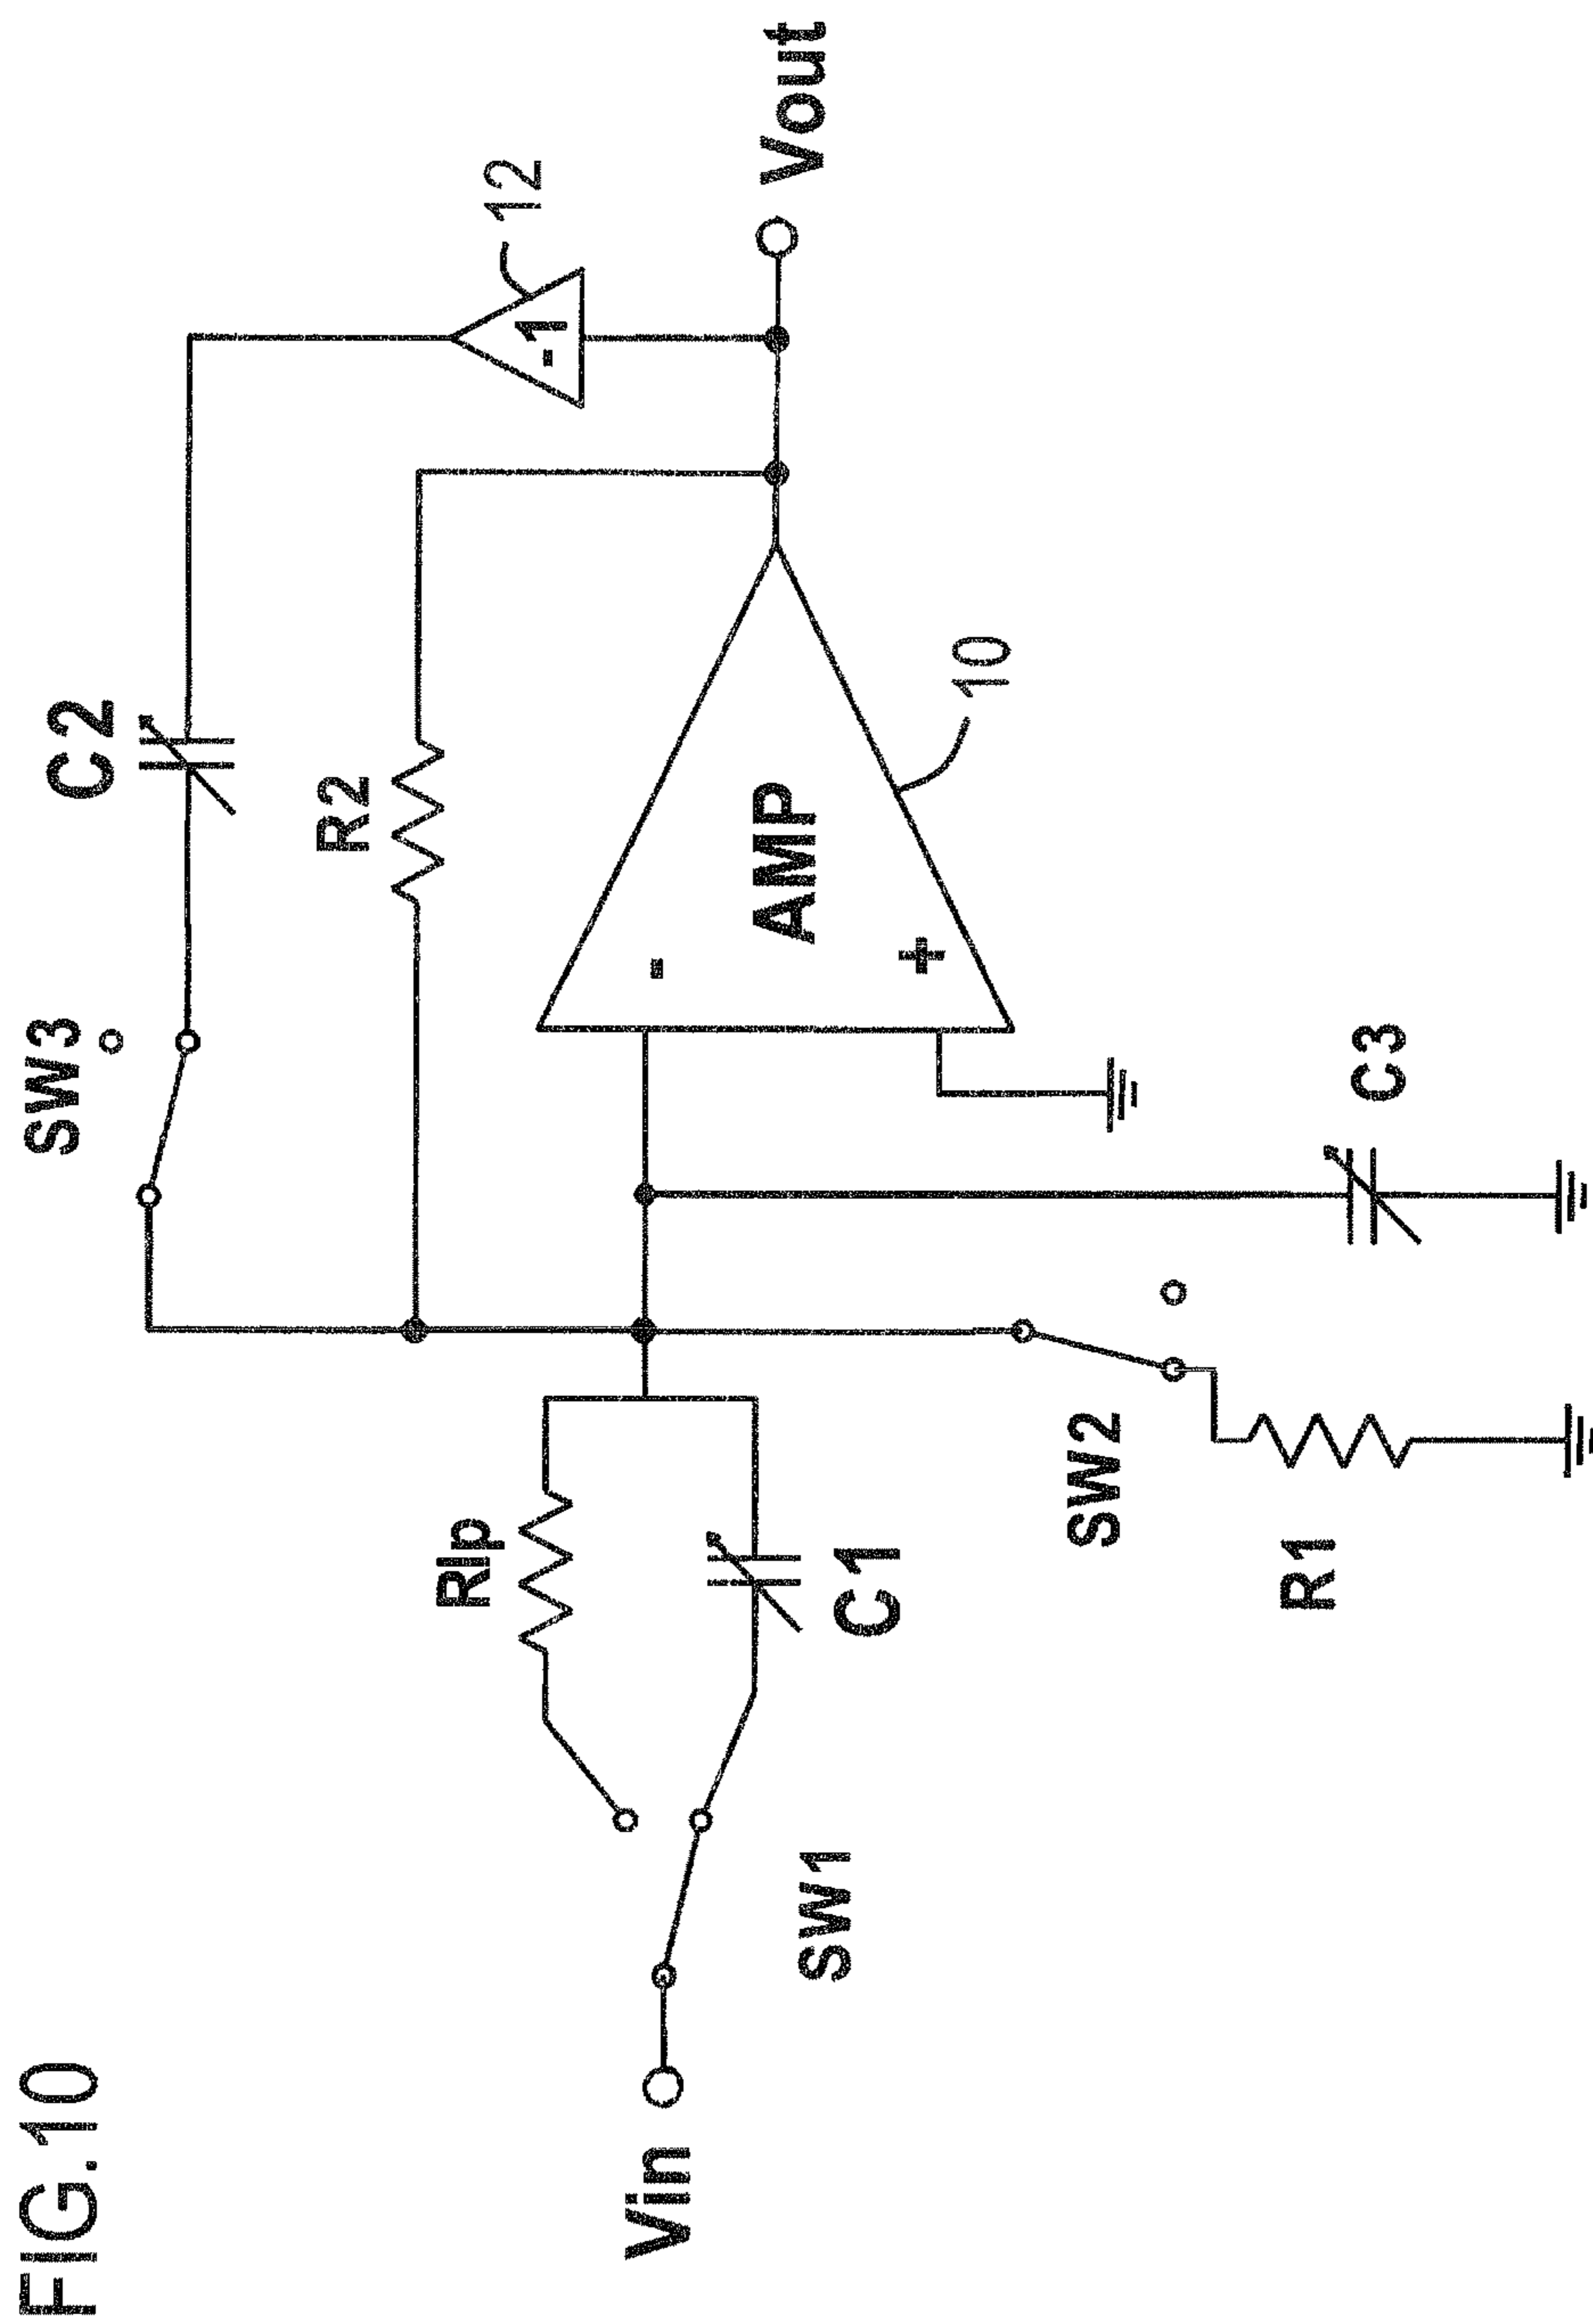 FIG.10
SW3
C2
R2
12
-1
Rlp
-
AMP
+
10
Vin
Vout
C1
SW1
SW2
R1
C3